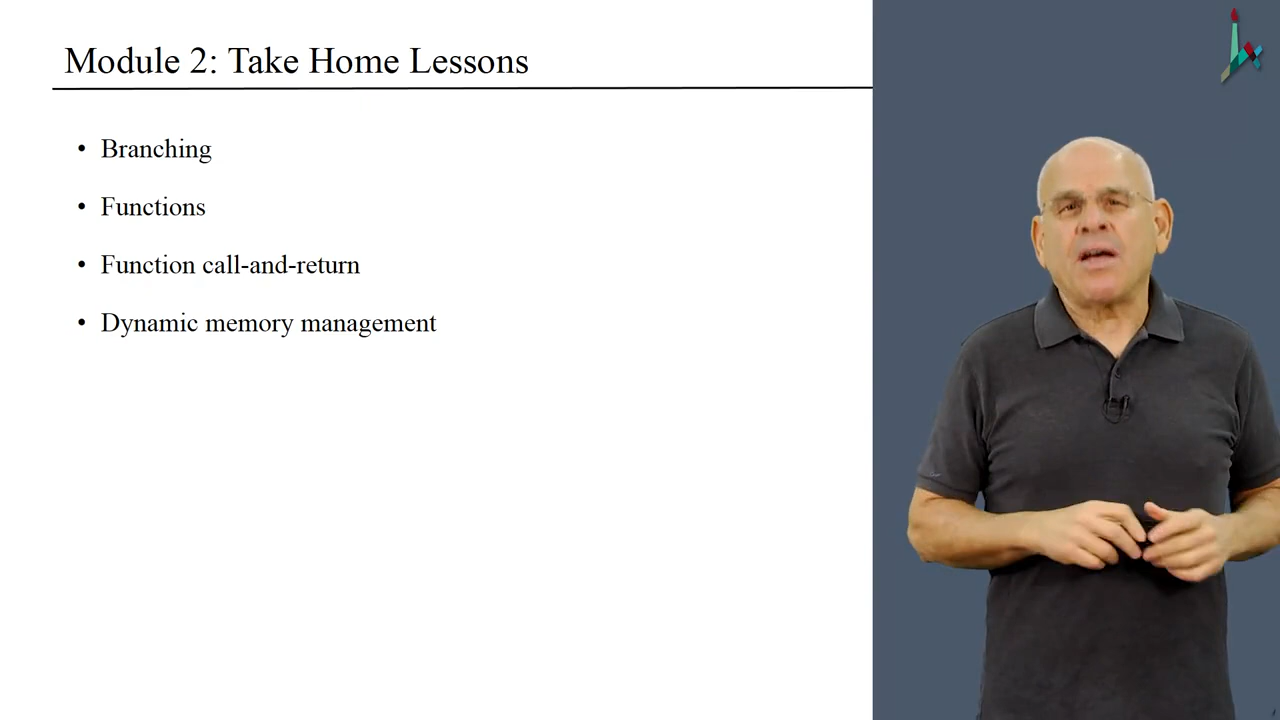 Module 2: Take Home Lessons
• Branching
• Functions
• Function call-and-return
• Dynamic memory management